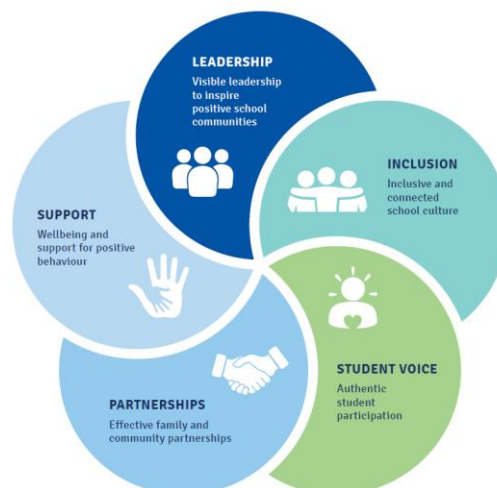 LEADERSHIP
Visible leadership
to inspire
positive school
communities
INCLUSION
Inclusive and
connected
school culture
STUDENT VOICE
Authentic
student
participation
PARTNERSHIPS
Effective family and
community partnerships
SUPPORT
Wellbeing and
support for positive
behaviour